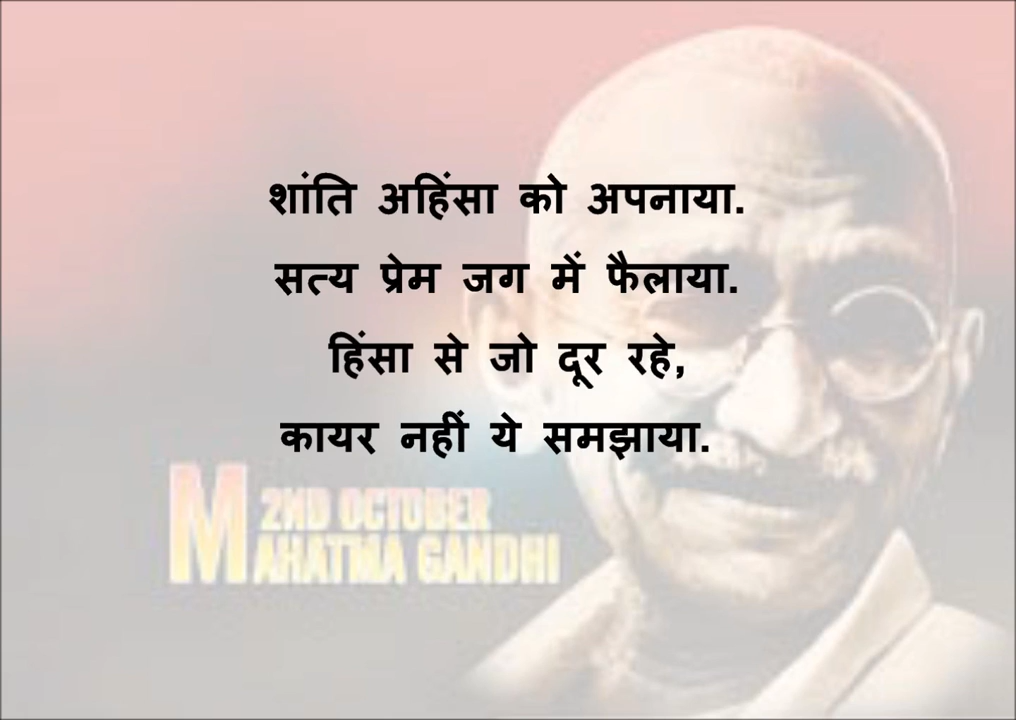 शांति अहिंसा को अपनाया.
सत्य प्रेम जग में फैलाया.
हिंसा से जो दूर रहे,
कायर नहीं ये समझाया.
2ND OCTOBER
MAHATMA GANDHI